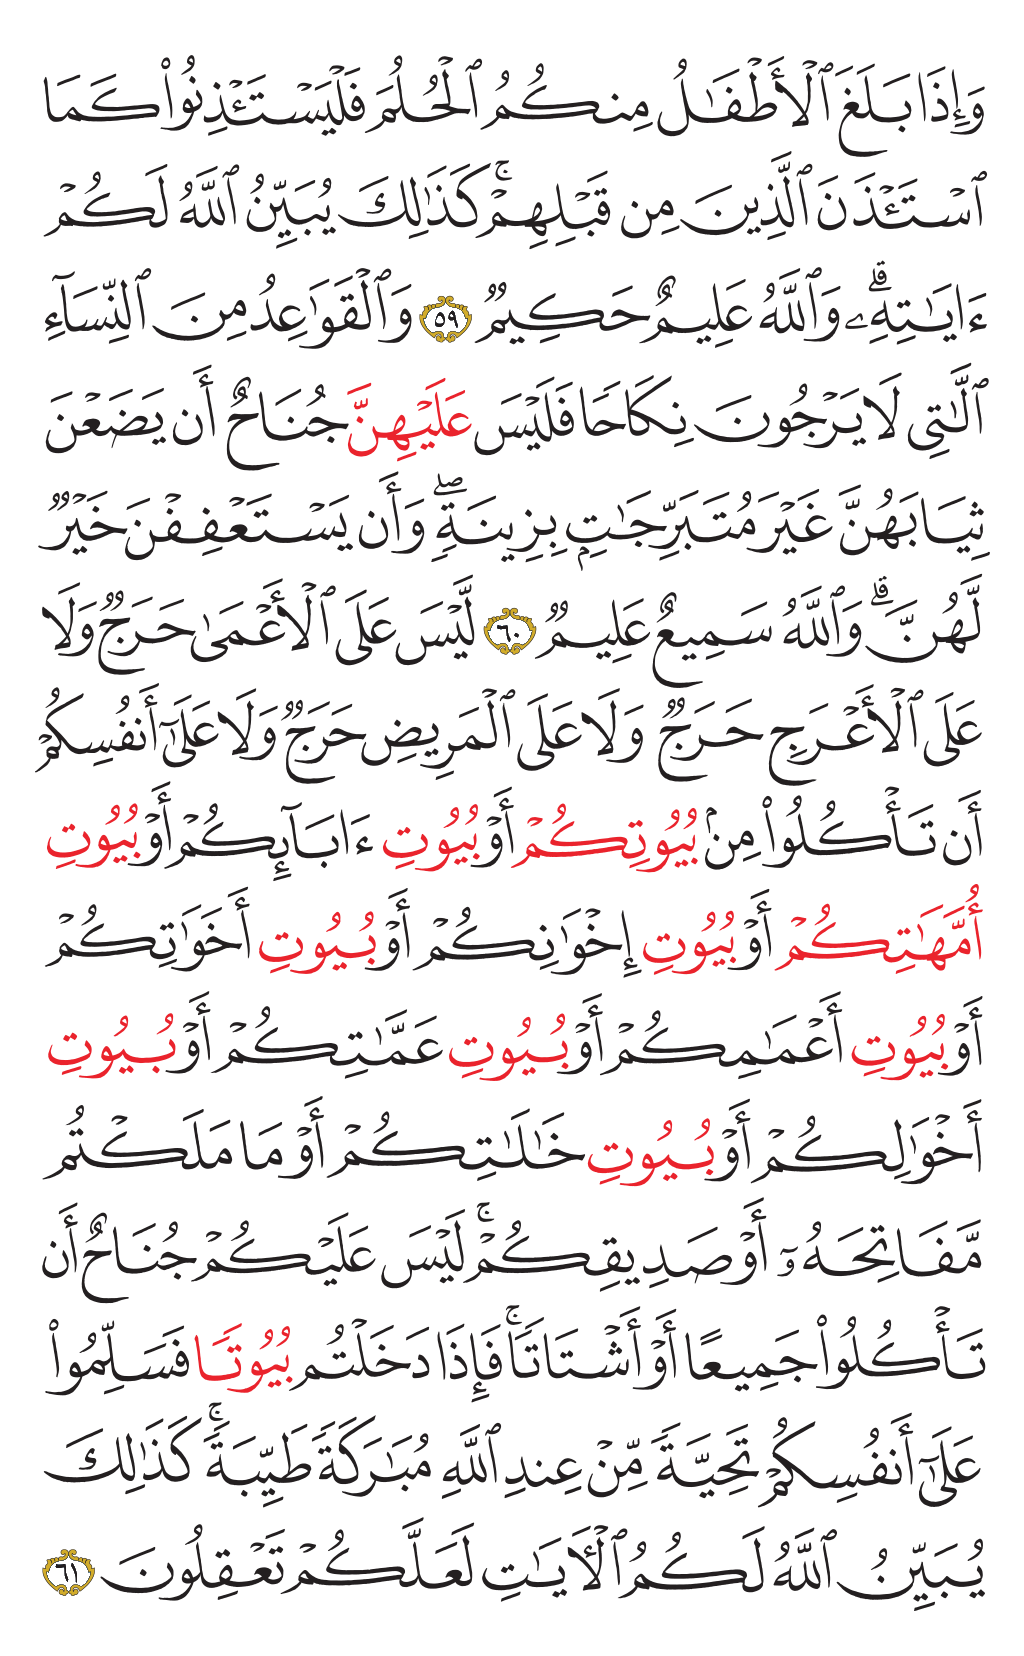 وَإِذَا بَلَغَ ٱلْأَطْفَٰلُ مِنكُمُ ٱلْحُلُمَ فَلْيَسْتَـْٔذِنُوا۟ كَمَا
ٱسْتَـْٔذَنَ ٱلَّذِينَ مِن قَبْلِهِمْ ۚ كَذَٰلِكَ يُبَيِّنُ ٱللَّهُ لَكُمْ
ءَايَٰتِهِۦ ۗ وَٱللَّهُ عَلِيمٌ حَكِيمٌ ٥٩ وَٱلْقَوَٰعِدُ مِنَ ٱلنِّسَآءِ
ٱلَّٰتِى لَا يَرْجُونَ نِكَاحًا فَلَيْسَ عَلَيْهِنَّ جُنَاحٌ أَن يَضَعْنَ
ثِيَابَهُنَّ غَيْرَ مُتَبَرِّجَٰتٍۭ بِزِينَةٍ ۖ وَأَن يَسْتَعْفِفْنَ خَيْرٌ
لَّهُنَّ ۗ وَٱللَّهُ سَمِيعٌ عَلِيمٌ ٦٠ لَّيْسَ عَلَى ٱلْأَعْمَىٰ حَرَجٌ وَلَا
عَلَى ٱلْأَعْرَجِ حَرَجٌ وَلَا عَلَى ٱلْمَرِيضِ حَرَجٌ وَلَا عَلَىٰٓ أَنفُسِكُمْ
أَن تَأْكُلُوا۟ مِنۢ بُيُوتِكُمْ أَوْ بُيُوتِ ءَابَآئِكُمْ أَوْ بُيُوتِ
أُمَّهَٰتِكُمْ أَوْ بُيُوتِ إِخْوَٰنِكُمْ أَوْ بُيُوتِ أَخَوَٰتِكُمْ
أَوْ بُيُوتِ أَعْمَٰمِكُمْ أَوْ بُيُوتِ عَمَّٰتِكُمْ أَوْ بُيُوتِ
أَخْوَٰلِكُمْ أَوْ بُيُوتِ خَٰلَٰتِكُمْ أَوْ مَا مَلَكْتُم
مَّفَاتِحَهُۥٓ أَوْ صَدِيقِكُمْ ۚ لَيْسَ عَلَيْكُمْ جُنَاحٌ أَن
تَأْكُلُوا۟ جَمِيعًا أَوْ أَشْتَاتًا ۚ فَإِذَا دَخَلْتُم بُيُوتًا فَسَلِّمُوا۟
عَلَىٰٓ أَنفُسِكُمْ تَحِيَّةً مِّنْ عِندِ ٱللَّهِ مُبَٰرَكَةً طَيِّبَةً ۚ كَذَٰلِكَ
يُبَيِّنُ ٱللَّهُ لَكُمُ ٱلْـَٔايَٰتِ لَعَلَّكُمْ تَعْقِلُونَ ٦١